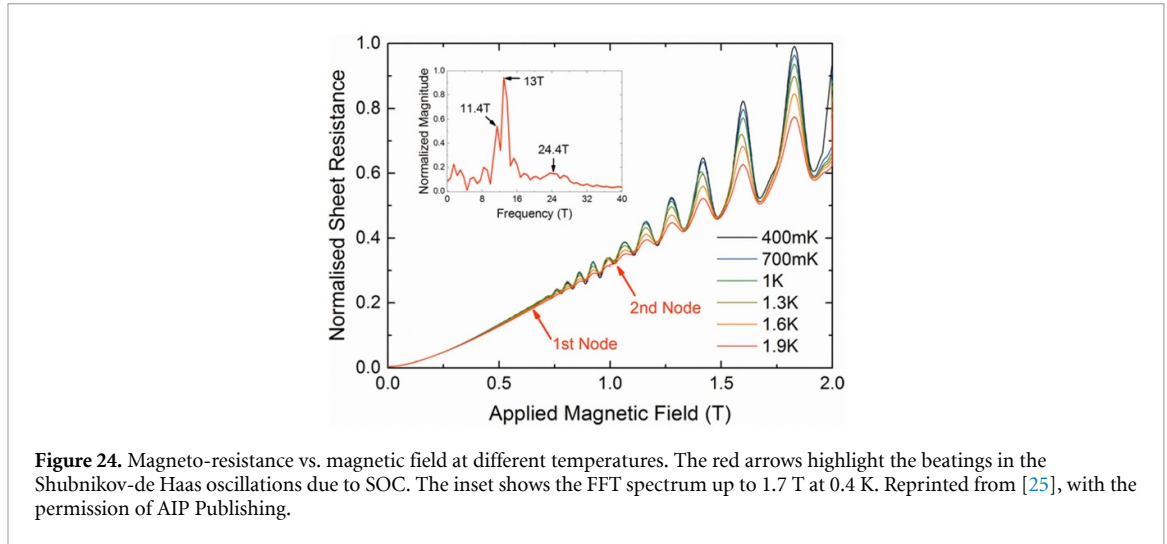 1.0
0.8
0.6
0.4
0.2
0.0
Normalised Sheet Resistance
1.0
0.8
0.6
0.4
0.2
0.0
Normalized Magnitude
13T
11.4T
24.4T
0 8 16 24 32 40
Frequency (T)
400mK
700mK
1K
1.3K
1.6K
1.9K
2nd Node
1st Node
0.0 0.5 1.0 1.5 2.0
Applied Magnetic Field (T)
Figure 24. Magneto-resistance vs. magnetic field at different temperatures. The red arrows highlight the beatings in the
Shubnikov-de Haas oscillations due to SOC. The inset shows the FFT spectrum up to 1.7 T at 0.4 K. Reprinted from [25], with the
permission of AIP Publishing.